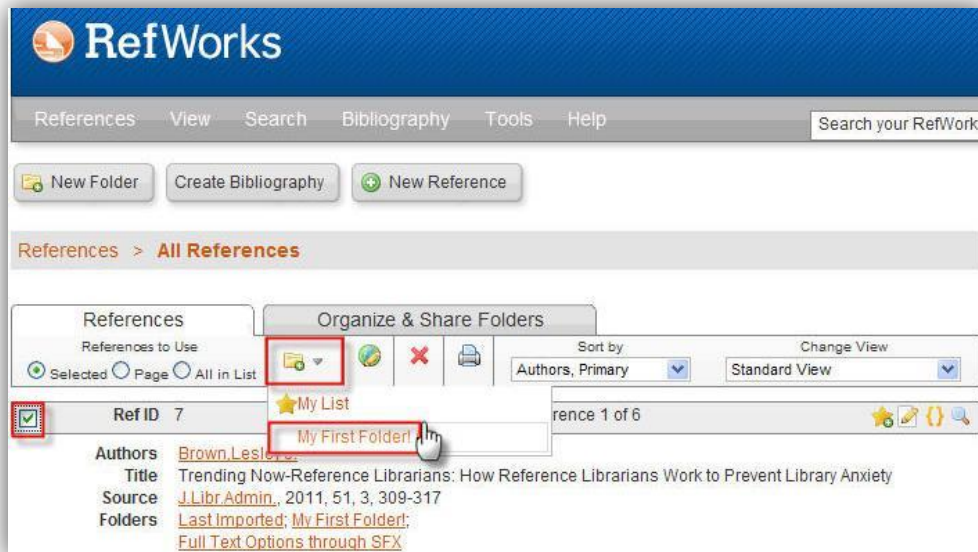 RefWorks
References View Search Bibliography Tools Help Search your RefWork
New Folder Create Bibliography New Reference
References > All References
References Organize & Share Folders
References to Use Sort by Change View
Selected Page All in List Authors, Primary Standard View
Ref ID 7 rence 1 of 6
My List
My First Folder!
Authors Brown,Lesl
Title Trending Now-Reference Librarians: How Reference Librarians Work to Prevent Library Anxiety
Source J.Libr.Admin., 2011, 51, 3, 309-317
Folders Last Imported; My First Folder!;
Full Text Options through SFX